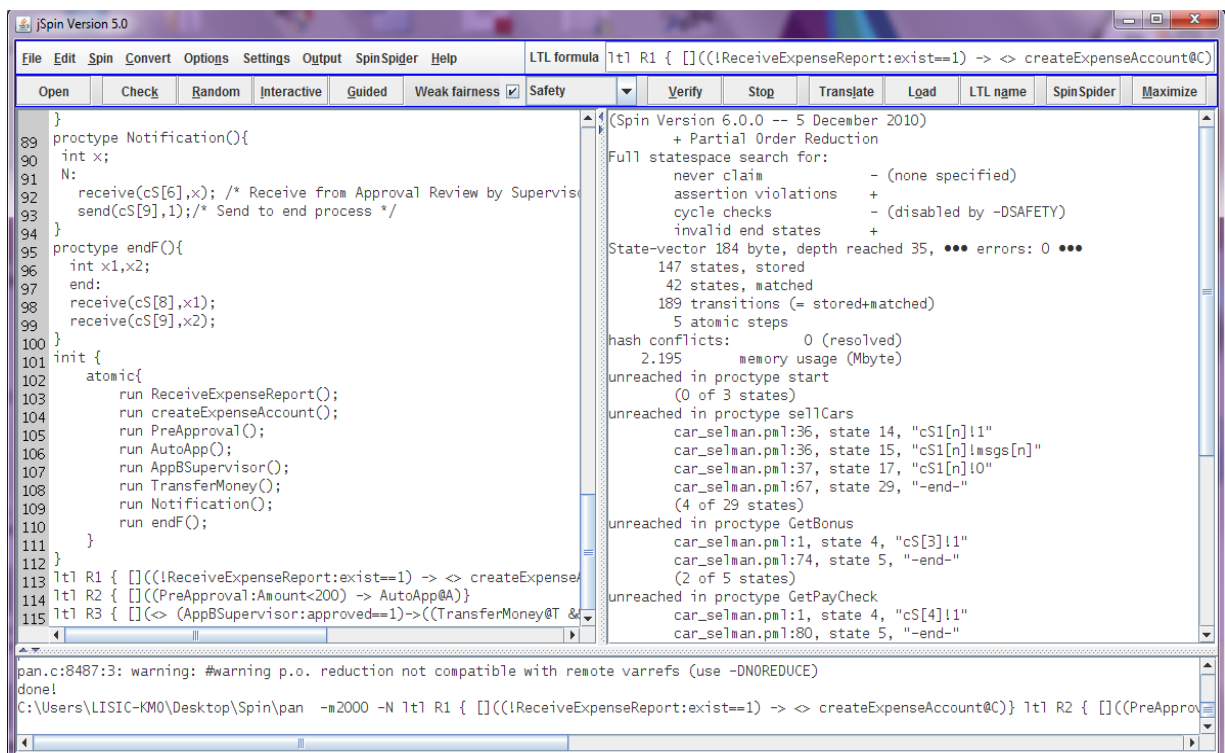 jSpin Version 5.0
File Edit Spin Convert Options Settings Output SpinSpider Help
LTL formula ltl R1 { []((!ReceiveExpenseReport:exist==1) -> <> createExpenseAccount@C)
Open Check Random Interactive Guided Weak fairness Safety Verify Stop Translate Load LTL name SpinSpider Maximize
}
89 proctype Notification(){
90 int x;
91 N:
92 receive(cS[6],x); /* Receive from Approval Review by Superviso
93 send(cS[9],1);/* Send to end process */
94 }
95 proctype endF(){
96 int x1,x2;
97 end:
98 receive(cS[8],x1);
99 receive(cS[9],x2);
100 }
101 init {
102 atomic{
103 run ReceiveExpenseReport();
104 run createExpenseAccount();
105 run PreApproval();
106 run AutoApp();
107 run AppBSupervisor();
108 run TransferMoney();
109 run Notification();
110 run endF();
111 }
112 }
113 ltl R1 { []((!ReceiveExpenseReport:exist==1) -> <> createExpenseA
114 ltl R2 { []((PreApproval:Amount<200) -> AutoApp@A)}
115 ltl R3 { [](<> (AppBSupervisor:approved==1)->((TransferMoney@T &
(Spin Version 6.0.0 -- 5 December 2010)
+ Partial Order Reduction
Full statespace search for:
never claim - (none specified)
assertion violations +
cycle checks - (disabled by -DSAFETY)
invalid end states +
State-vector 184 byte, depth reached 35, ●●● errors: 0 ●●●
147 states, stored
42 states, matched
189 transitions (= stored+matched)
5 atomic steps
hash conflicts: 0 (resolved)
2.195 memory usage (Mbyte)
unreached in proctype start
(0 of 3 states)
unreached in proctype sellCars
car_selman.pml:36, state 14, "cS1[n]!1"
car_selman.pml:36, state 15, "cS1[n]!msgs[n]"
car_selman.pml:37, state 17, "cS1[n]!0"
car_selman.pml:67, state 29, "-end-"
(4 of 29 states)
unreached in proctype GetBonus
car_selman.pml:1, state 4, "cS[3]!1"
car_selman.pml:74, state 5, "-end-"
(2 of 5 states)
unreached in proctype GetPayCheck
car_selman.pml:1, state 4, "cS[4]!1"
car_selman.pml:80, state 5, "-end-"
pan.c:8487:3: warning: #warning p.o. reduction not compatible with remote varrefs (use -DNOREDUCE)
done!
C:\Users\LISIC-KMO\Desktop\Spin\pan -m2000 -N ltl R1 { []((!ReceiveExpenseReport:exist==1) -> <> createExpenseAccount@C)} ltl R2 { []((PreApprov